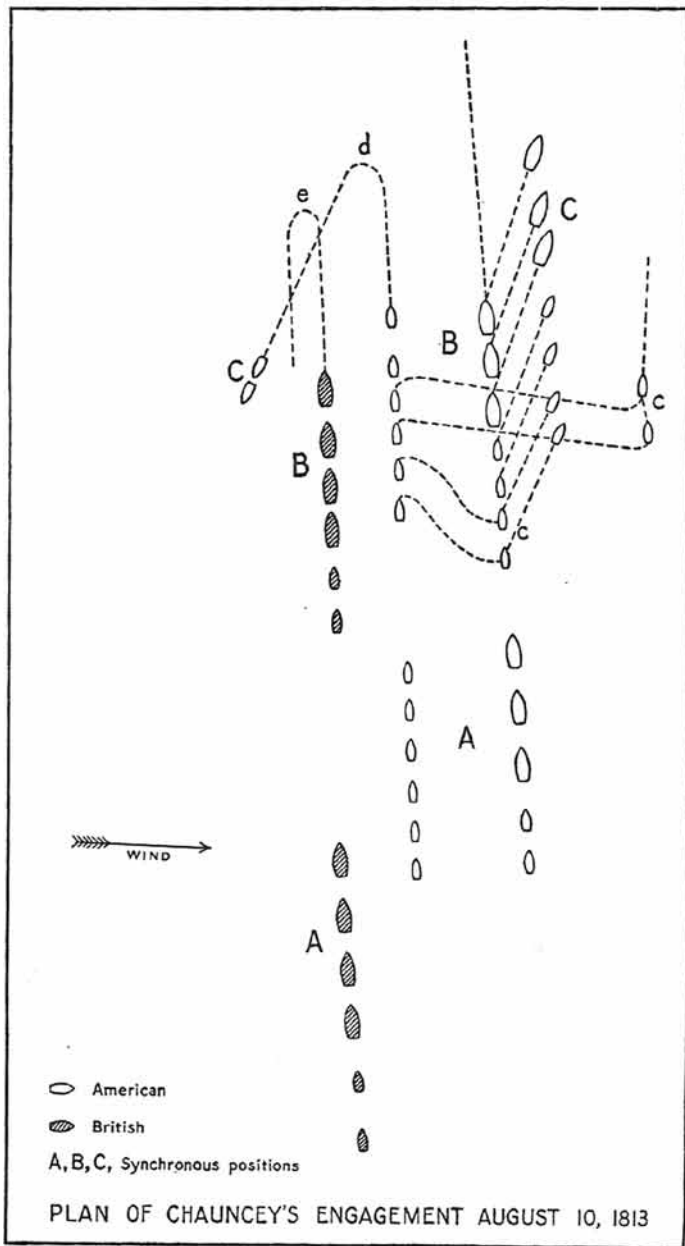 d
e
C
B
C
c
B
c
A
WIND
A
American
British
A, B, C, Synchronous positions
PLAN OF CHAUNCEY'S ENGAGEMENT AUGUST 10, 1813